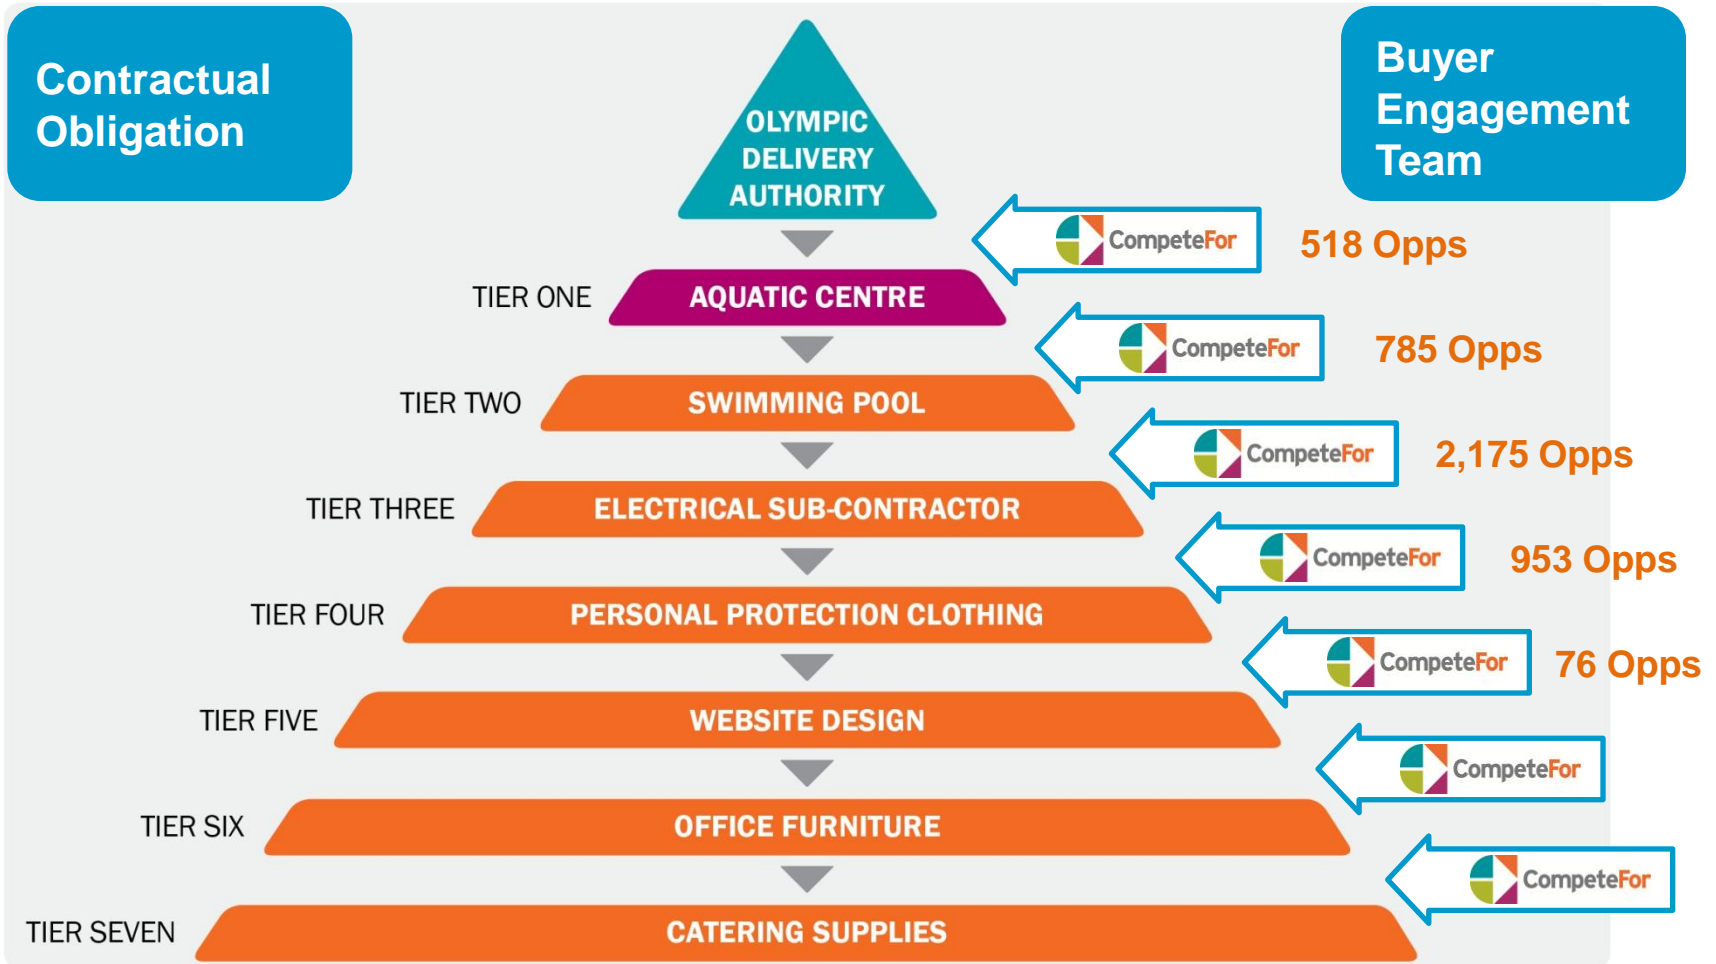 Contractual
Obligation
Buyer
Engagement
Team
OLYMPIC
DELIVERY
AUTHORITY
CompeteFor
518 Opps
TIER ONE
AQUATIC CENTRE
CompeteFor
785 Opps
TIER TWO
SWIMMING POOL
CompeteFor
2,175 Opps
TIER THREE
ELECTRICAL SUB-CONTRACTOR
CompeteFor
953 Opps
TIER FOUR
PERSONAL PROTECTION CLOTHING
CompeteFor
76 Opps
TIER FIVE
WEBSITE DESIGN
CompeteFor
TIER SIX
OFFICE FURNITURE
CompeteFor
TIER SEVEN
CATERING SUPPLIES